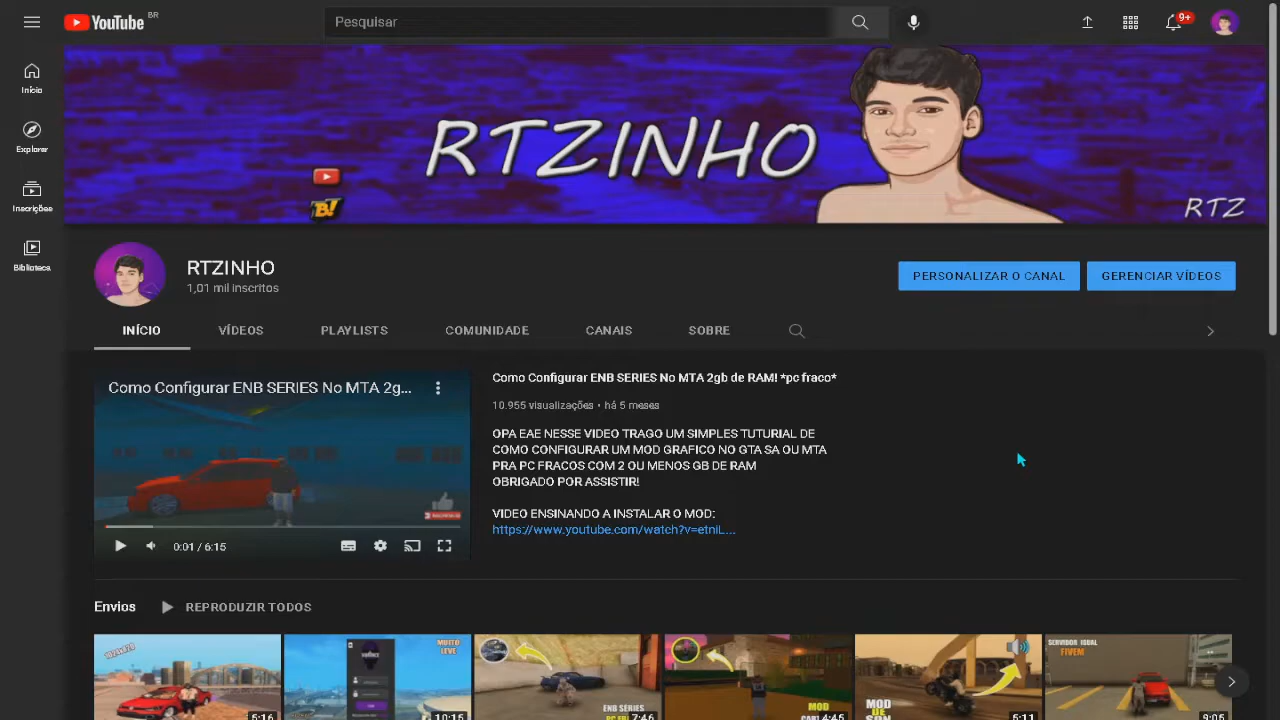 YouTube BR
Pesquisar
9+
Início
Explorar
Inscrições
Biblioteca
RTZINHO
B!
RTZ
RTZINHO
1,01 mil inscritos
PERSONALIZAR O CANAL
GERENCIAR VÍDEOS
INÍCIO
VÍDEOS
PLAYLISTS
COMUNIDADE
CANAIS
SOBRE
Como Configurar ENB SERIES No MTA 2g...
0:01 / 6:15
Como Configurar ENB SERIES No MTA 2gb de RAM! *pc fraco*
10.955 visualizações • há 5 meses
OPA EAE NESSE VIDEO TRAGO UM SIMPLES TUTURIAL DE
COMO CONFIGURAR UM MOD GRAFICO NO GTA SA OU MTA
PRA PC FRACOS COM 2 OU MENOS GB DE RAM
OBRIGADO POR ASSISTIR!
VIDEO ENSINANDO A INSTALAR O MOD:
https://www.youtube.com/watch?v=etniL...
Envios
REPRODUZIR TODOS
MUITO
LEVE
SERVIDOR IGUAL
FIVEM
5:16
10:15
ENB SÉRIES
7:46
MOD
4:45
MOD
DE
5:11
9:05